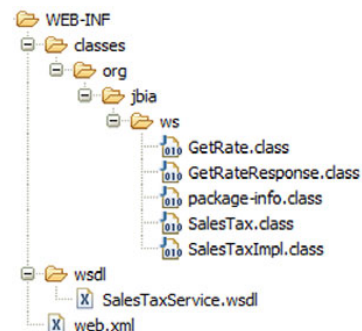 WEB-INF
classes
org
jbia
ws
GetRate.class
GetRateResponse.class
package-info.class
SalesTax.class
SalesTaxImpl.class
wsdl
SalesTaxService.wsdl
web.xml